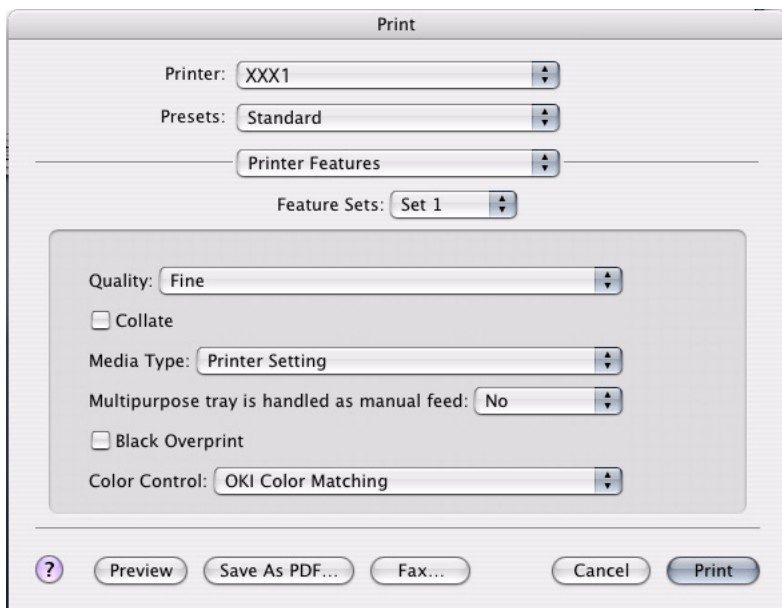 Print
Printer: XXX1
Presets: Standard
Printer Features
Feature Sets: Set 1
Quality: Fine
Collate
Media Type: Printer Setting
Multipurpose tray is handled as manual feed: No
Black Overprint
Color Control: OKI Color Matching
? Preview Save As PDF... Fax... Cancel Print